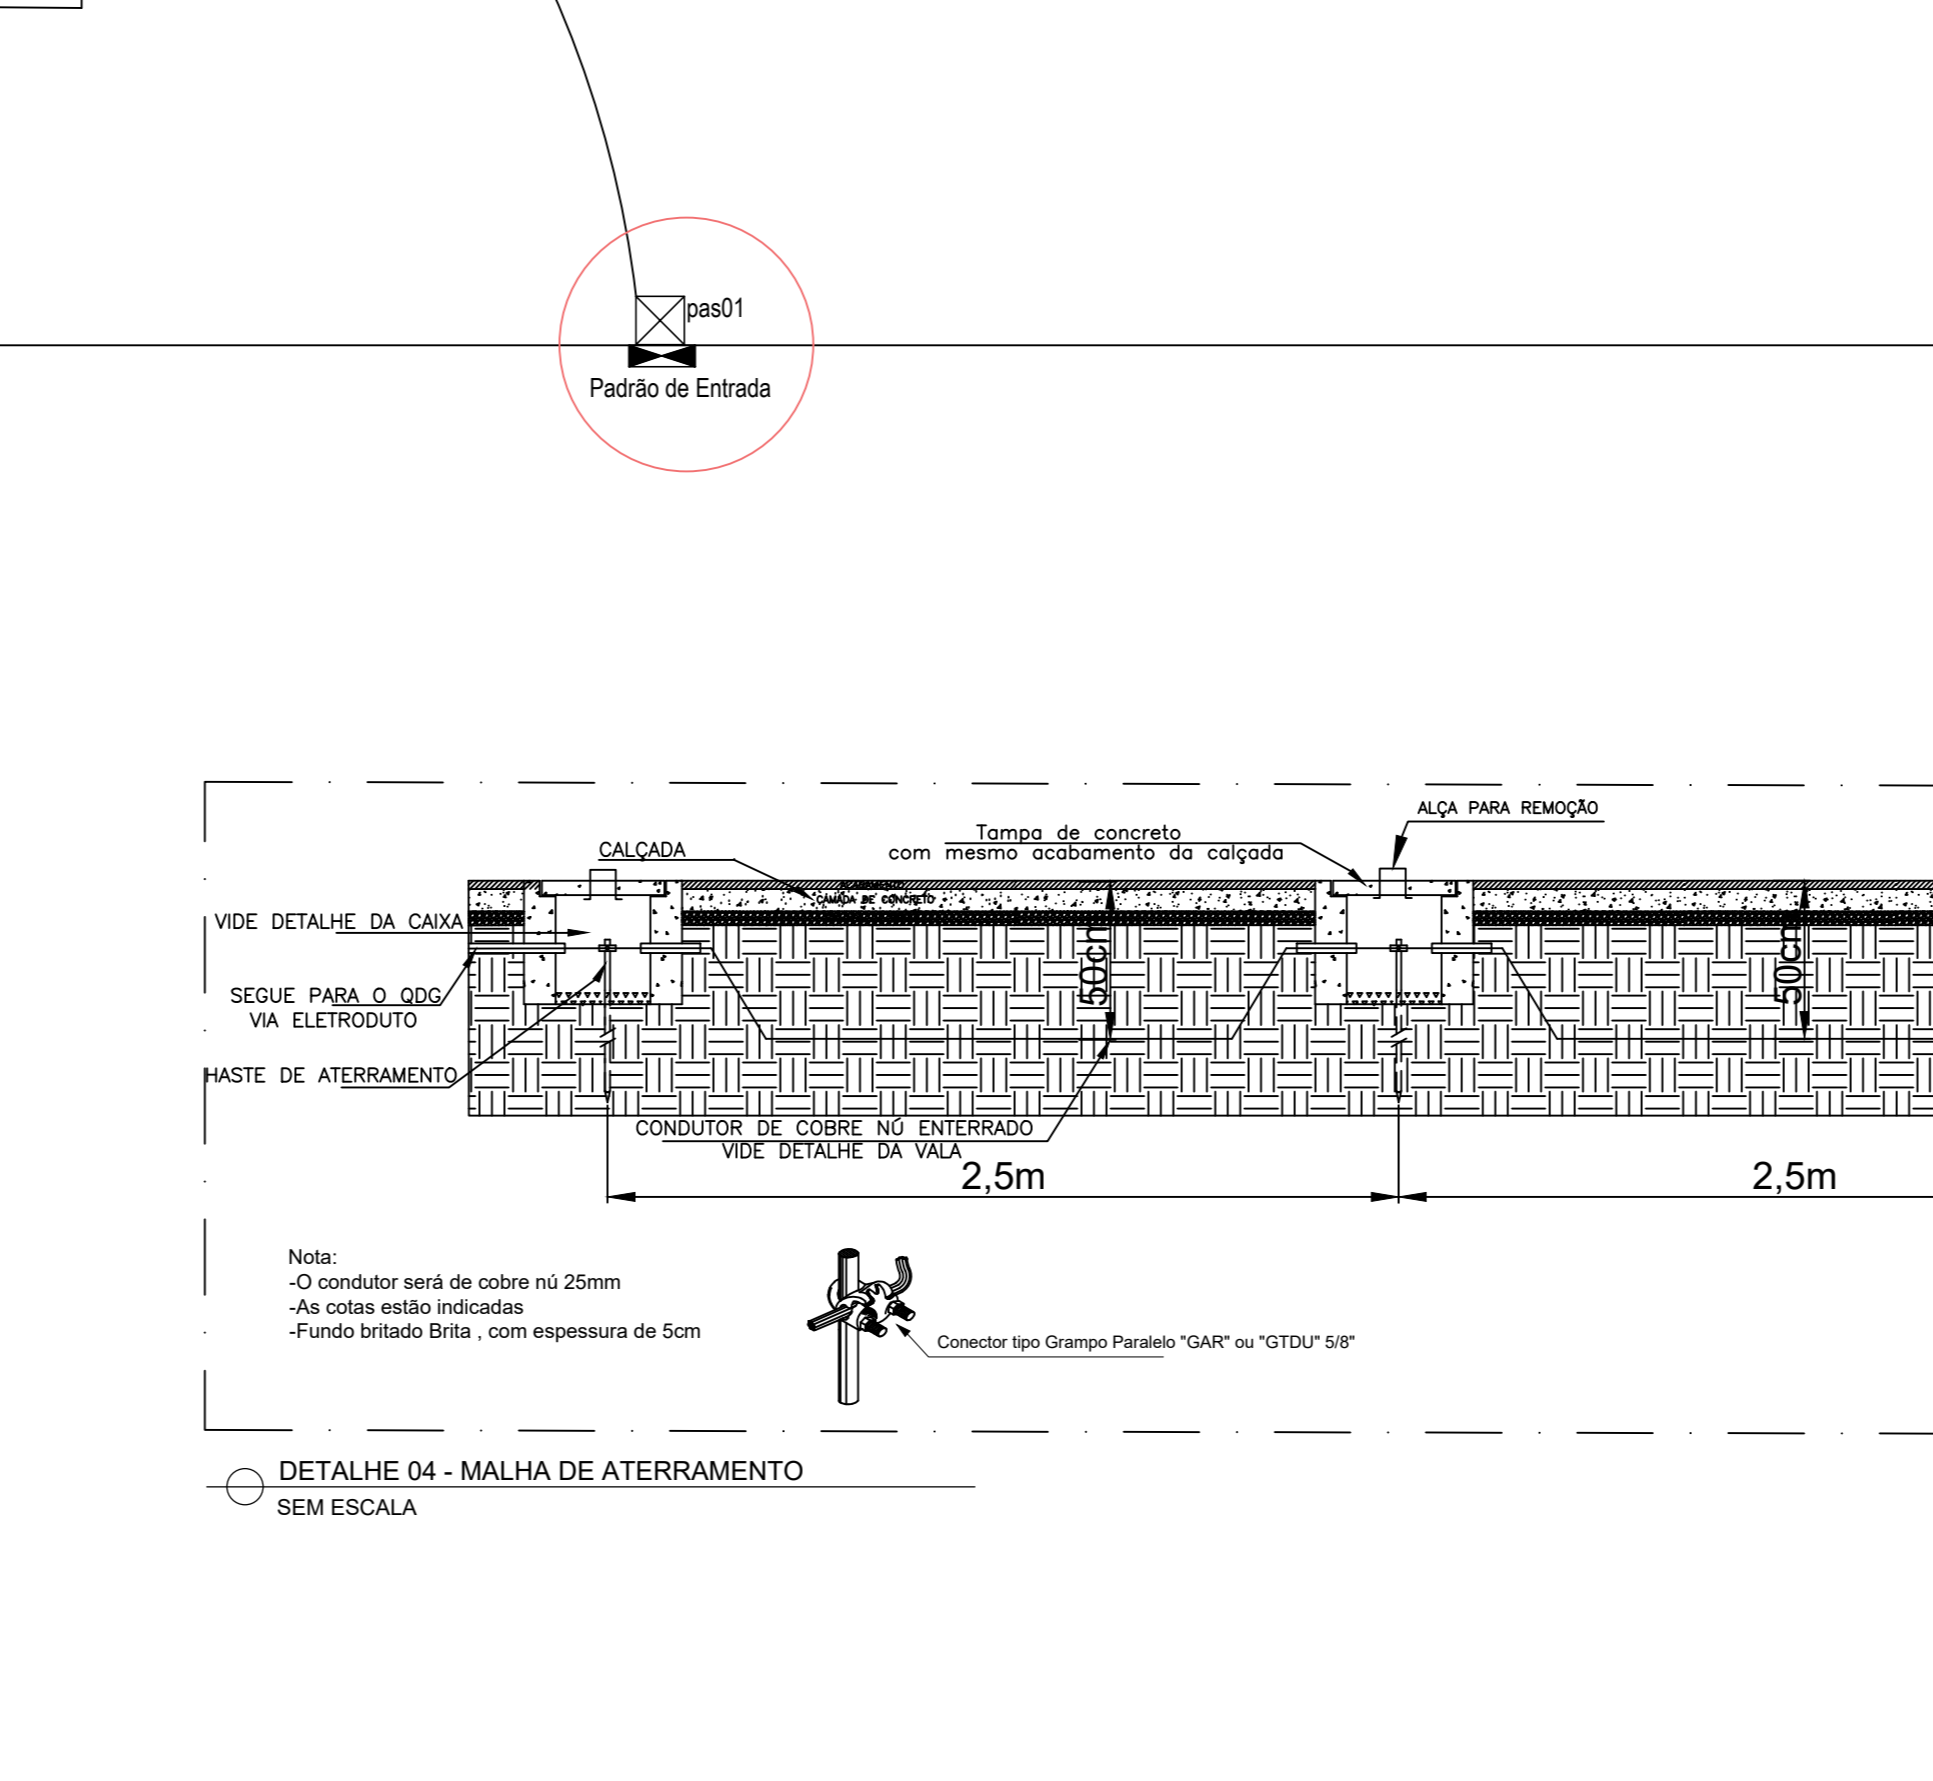 pas01
Padrão de Entrada
ALÇA PARA REMOÇÃO
Tampa de concreto
com mesmo acabamento da calçada
CALÇADA
ACABAMENTO
CAMADA DE CONCRETO
VIDE DETALHE DA CAIXA
50cm
50cm
SEGUE PARA O QDG
VIA ELETRODUTO
HASTE DE ATERRAMENTO
CONDUTOR DE COBRE NÚ ENTERRADO
VIDE DETALHE DA VALA
2,5m
2,5m
Nota:
-O condutor será de cobre nú 25mm
-As cotas estão indicadas
-Fundo britado Brita , com espessura de 5cm
Conector tipo Grampo Paralelo "GAR" ou "GTDU" 5/8"
DETALHE 04 - MALHA DE ATERRAMENTO
SEM ESCALA